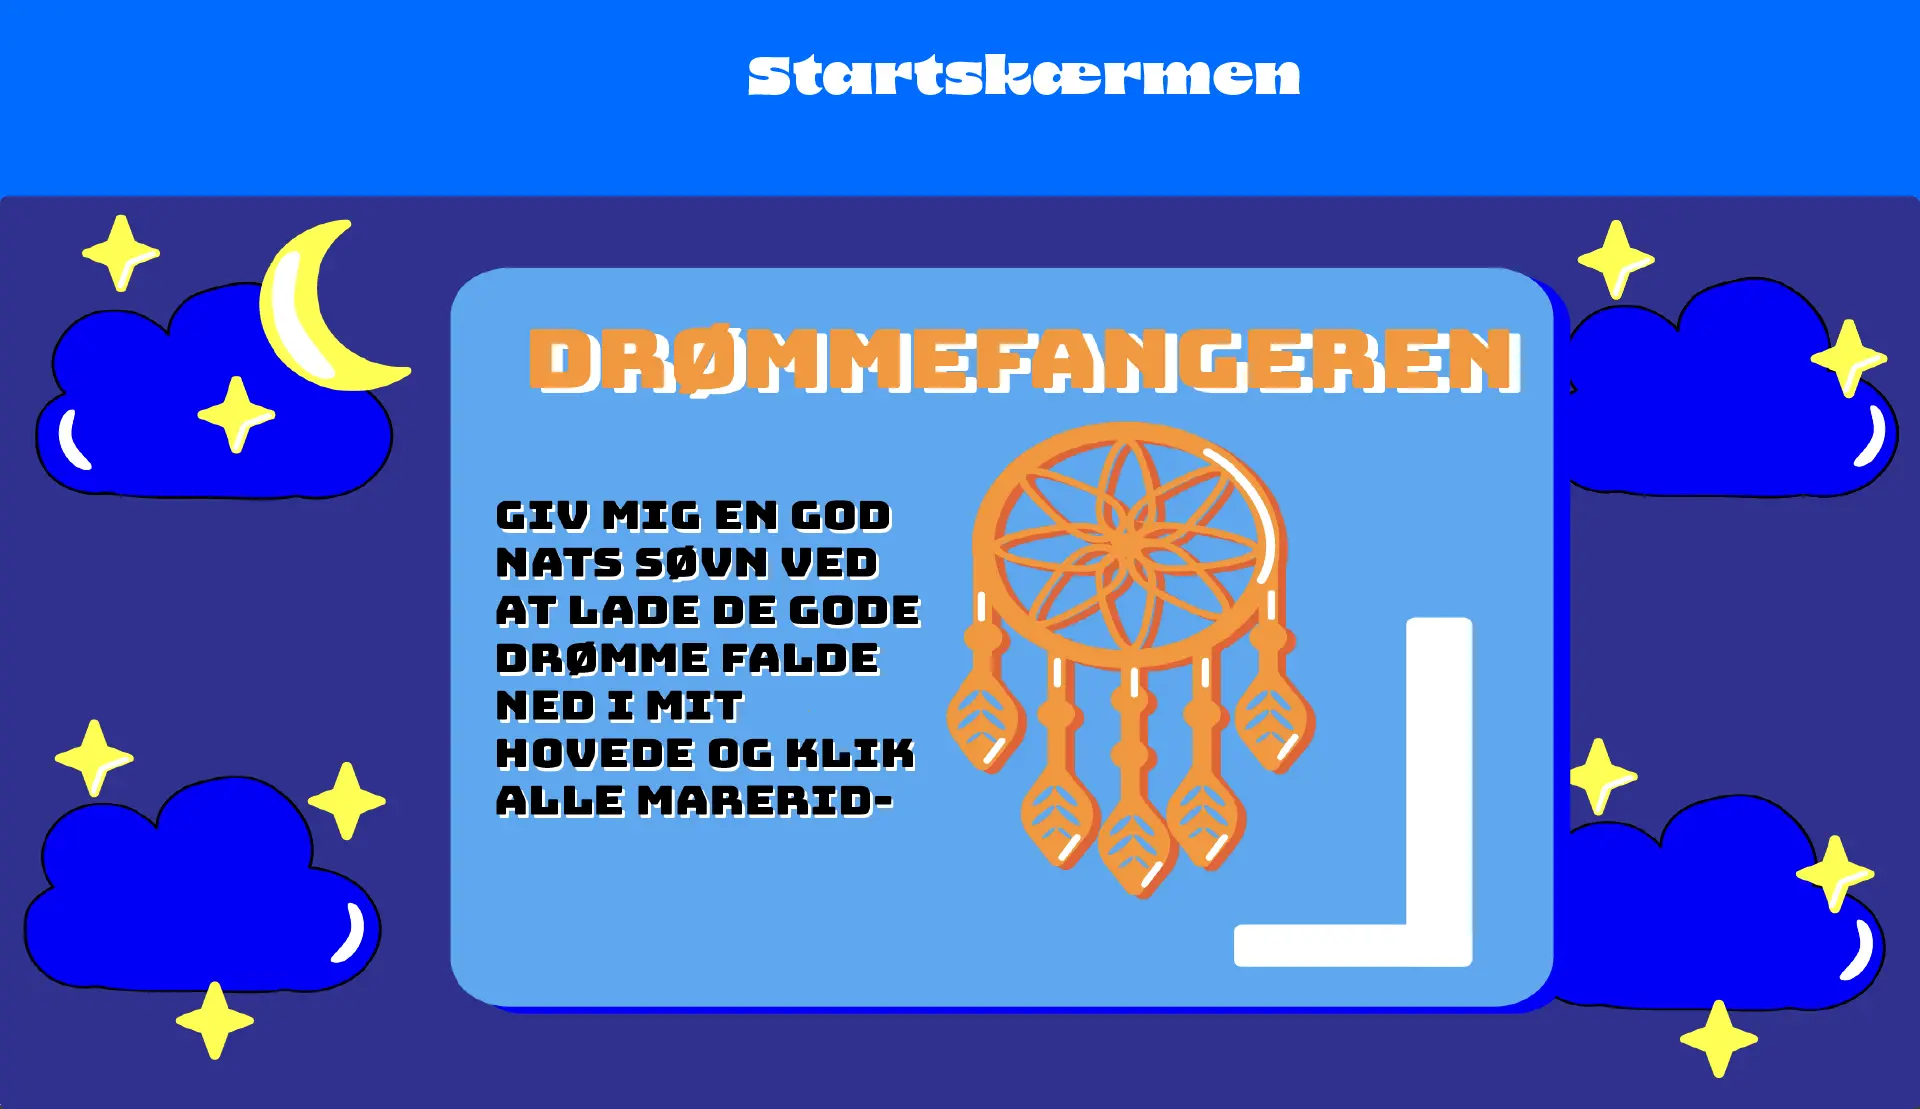 Startskærmen
DRØMMEFANGEREN
GIV MIG EN GOD
NATS SØVN VED
AT LADE DE GODE
DRØMME FALDE
NED I MIT
HOVEDE OG KLIK
ALLE MARERID-